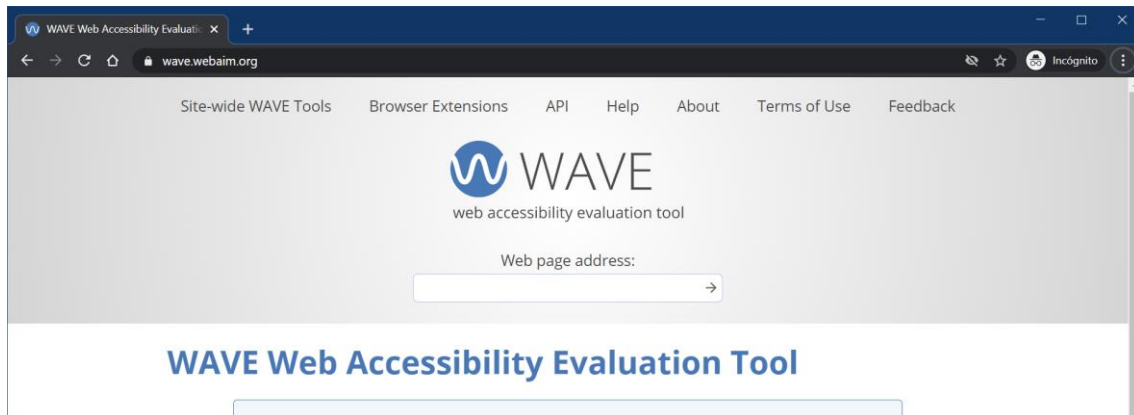 WAVE Web Accessibility Evaluatic
wave.webaim.org
Incógnito
Site-wide WAVE Tools Browser Extensions API Help About Terms of Use Feedback
WAVE
web accessibility evaluation tool
Web page address:
WAVE Web Accessibility Evaluation Tool